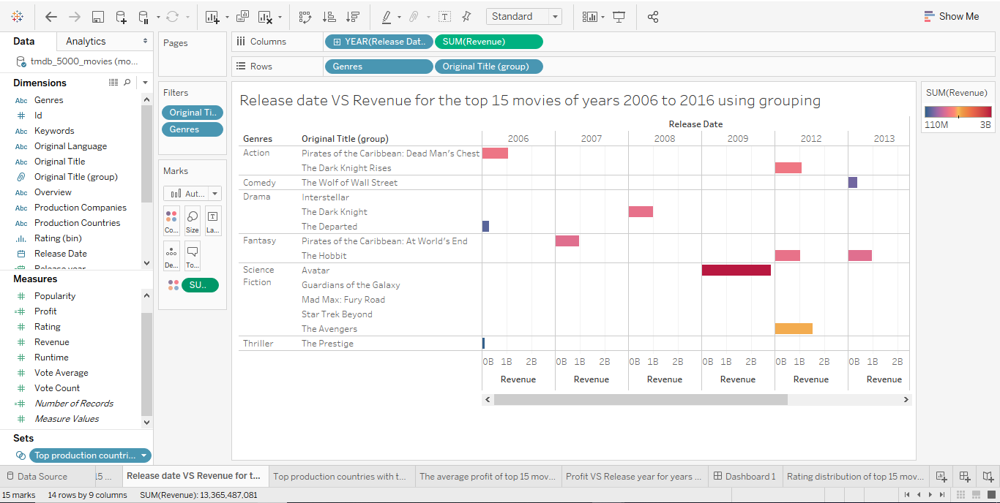 Standard
Show Me
Data
Analytics
tmdb_5000_movies (mo...
Dimensions
Abc Genres
# Id
Abc Keywords
Abc Original Language
Abc Original Title
Original Title (group)
Abc Overview
Abc Production Companies
Abc Production Countries
Rating (bin)
Release Date
Release year
Measures
# Popularity
=# Profit
# Rating
# Revenue
# Runtime
# Vote Average
# Vote Count
=# Number of Records
# Measure Values
Sets
Top production countri...
Pages
Filters
Original Ti..
Genres
Marks
Aut...
Co...
Size
La...
De...
To...
SU..
Columns
YEAR(Release Dat..
SUM(Revenue)
Rows
Genres
Original Title (group)
Release date VS Revenue for the top 15 movies of years 2006 to 2016 using grouping
Release Date
Genres Original Title (group) 2006 2007 2008 2009 2012 2013
Action Pirates of the Caribbean: Dead Man's Chest
The Dark Knight Rises
Comedy The Wolf of Wall Street
Drama Interstellar
The Dark Knight
The Departed
Fantasy Pirates of the Caribbean: At World's End
The Hobbit
Science Avatar
Fiction Guardians of the Galaxy
Mad Max: Fury Road
Star Trek Beyond
The Avengers
Thriller The Prestige
0B 1B 2B 0B 1B 2B 0B 1B 2B 0B 1B 2B 0B 1B 2B 0B 1B 2B
Revenue Revenue Revenue Revenue Revenue Revenue
SUM(Revenue)
110M 3B
Data Source
15 ...
Release date VS Revenue for t...
Top production countries with t...
The average profit of top 15 mov...
Profit VS Release year for years ...
Dashboard 1
Rating distribution of top 15 mov...
15 marks 14 rows by 9 columns SUM(Revenue): 13,365,487,081